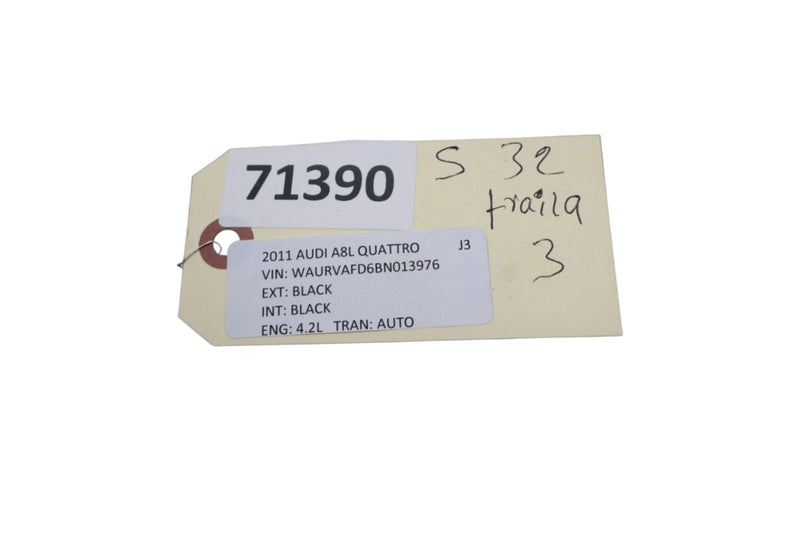 71390
S 32
traila
3
2011 AUDI A8L QUATTRO J3
VIN: WAURVAFD6BN013976
EXT: BLACK
INT: BLACK
ENG: 4.2L TRAN: AUTO